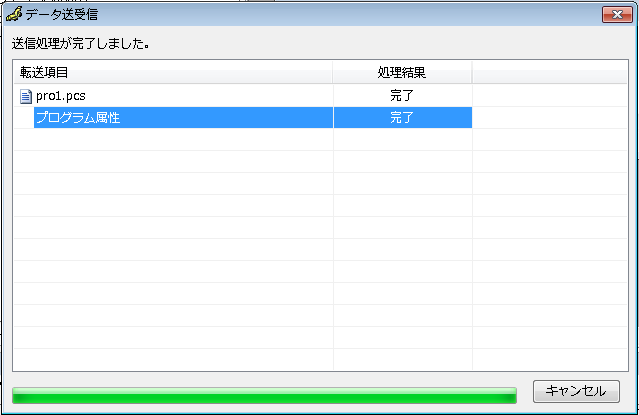 データ送受信
送信処理が完了しました。
転送項目 処理結果
pro1.pcs 完了
プログラム属性 完了
キャンセル